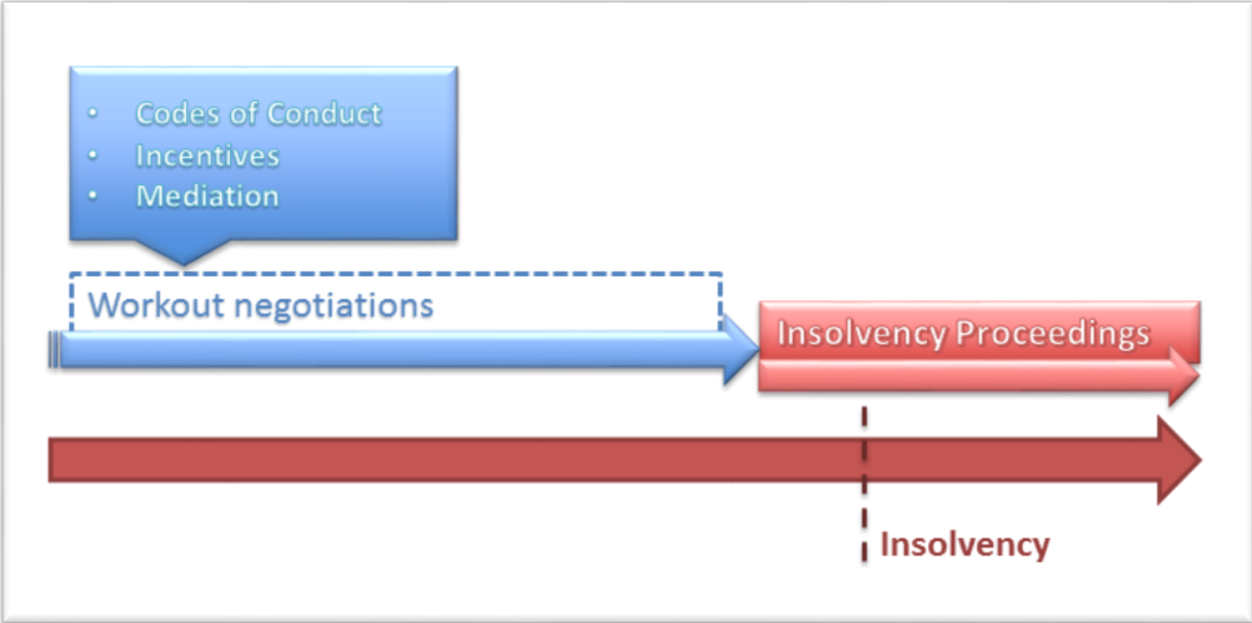 • Codes of Conduct
• Incentives
• Mediation
Workout negotiations
Insolvency Proceedings
Insolvency